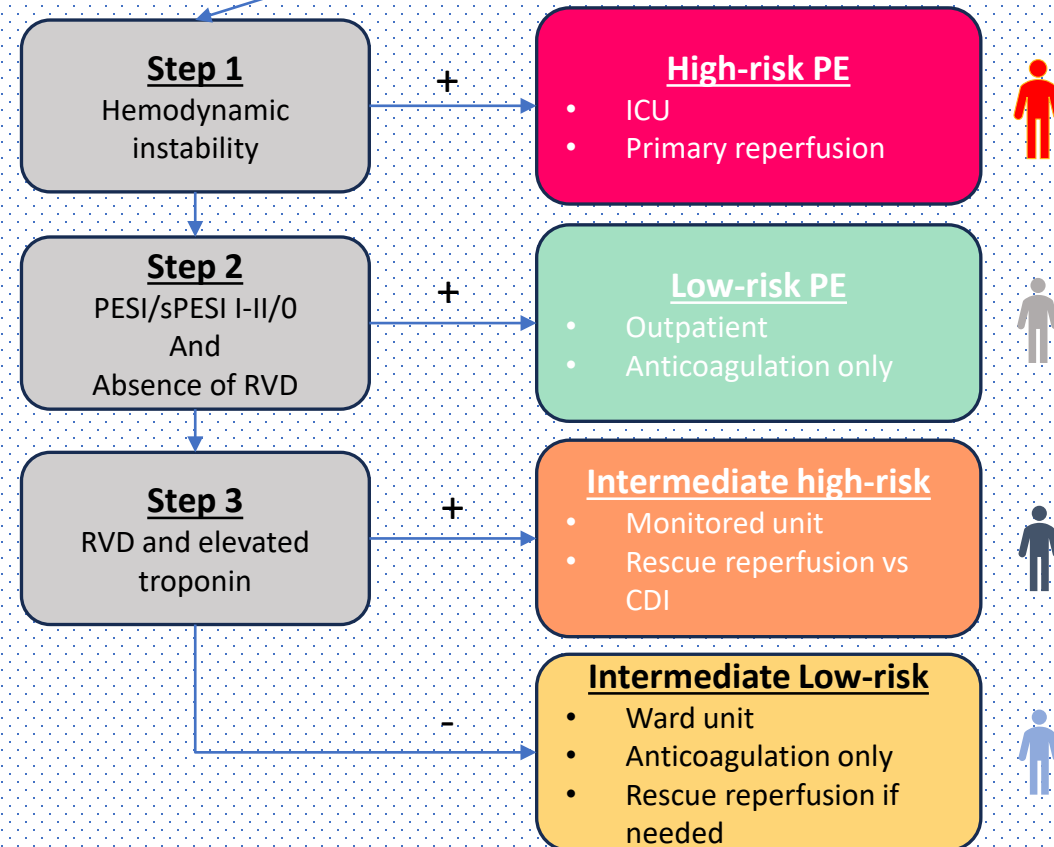 Step 1
Hemodynamic
instability
+
High-risk PE
• ICU
• Primary reperfusion
Step 2
PESI/sPESI I-II/0
And
Absence of RVD
+
Low-risk PE
• Outpatient
• Anticoagulation only
Step 3
RVD and elevated
troponin
+
Intermediate high-risk
• Monitored unit
• Rescue reperfusion vs
CDI
-
Intermediate Low-risk
• Ward unit
• Anticoagulation only
• Rescue reperfusion if
needed